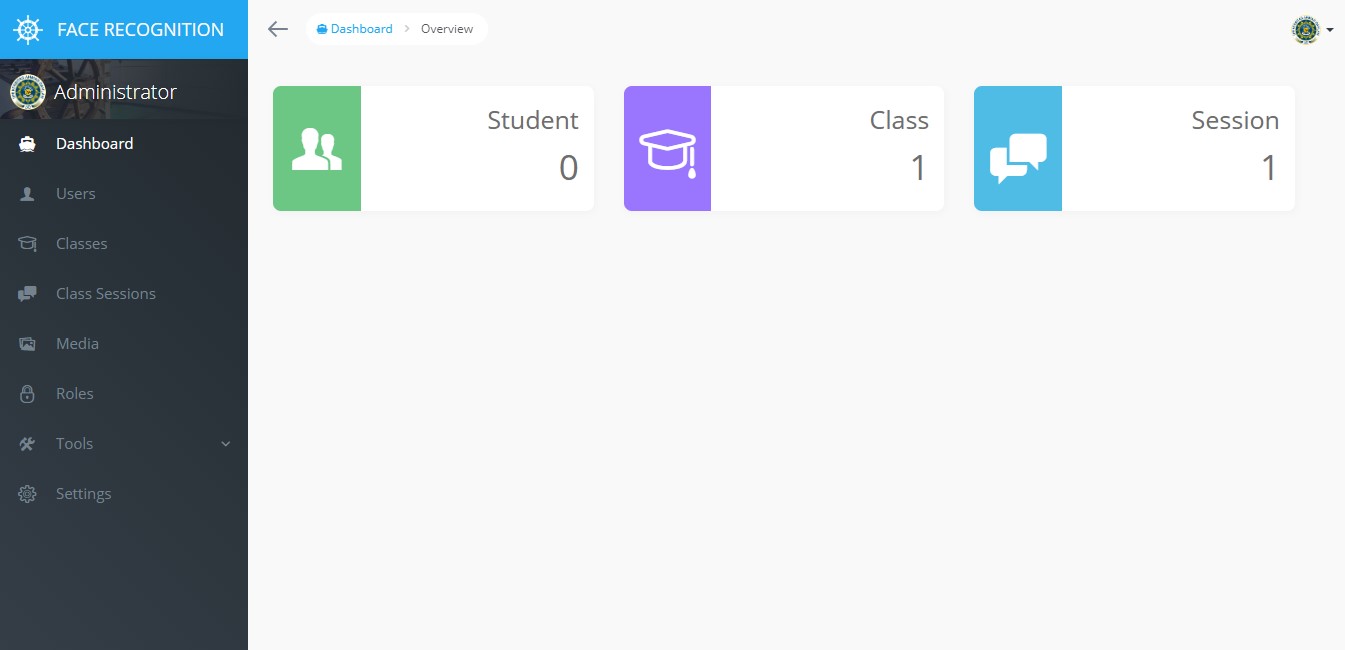 FACE RECOGNITION
Dashboard > Overview
Administrator
Dashboard
Users
Classes
Class Sessions
Media
Roles
Tools
Settings
Student
0
Class
1
Session
1